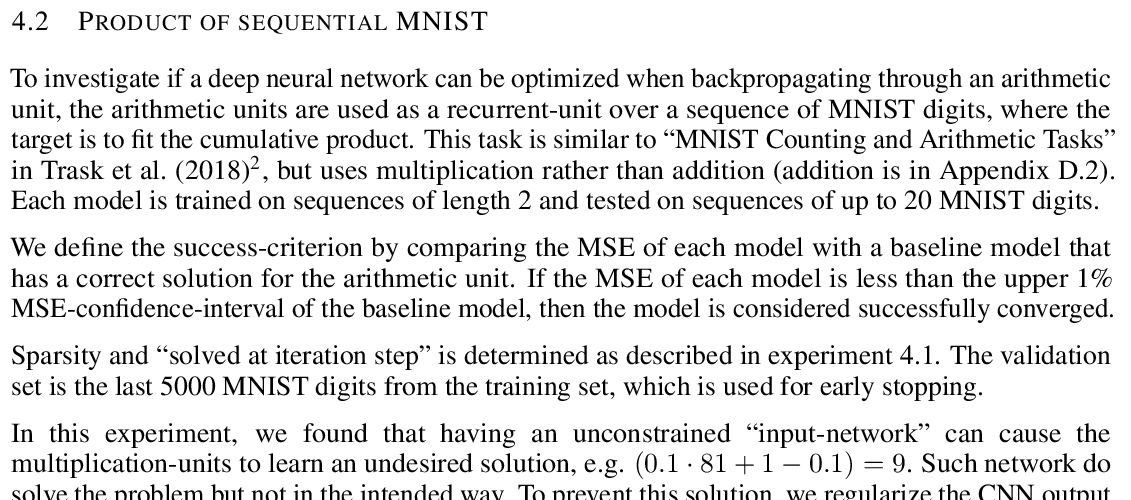 4.2 PRODUCT OF SEQUENTIAL MNIST
To investigate if a deep neural network can be optimized when backpropagating through an arithmetic
unit, the arithmetic units are used as a recurrent-unit over a sequence of MNIST digits, where the
target is to fit the cumulative product. This task is similar to “MNIST Counting and Arithmetic Tasks”
in Trask et al. (2018)², but uses multiplication rather than addition (addition is in Appendix D.2).
Each model is trained on sequences of length 2 and tested on sequences of up to 20 MNIST digits.
We define the success-criterion by comparing the MSE of each model with a baseline model that
has a correct solution for the arithmetic unit. If the MSE of each model is less than the upper 1%
MSE-confidence-interval of the baseline model, then the model is considered successfully converged.
Sparsity and “solved at iteration step” is determined as described in experiment 4.1. The validation
set is the last 5000 MNIST digits from the training set, which is used for early stopping.
In this experiment, we found that having an unconstrained “input-network” can cause the
multiplication-units to learn an undesired solution, e.g. (0.1 · 81 + 1 − 0.1) = 9. Such network do
solve the problem but not in the intended way. To prevent this solution, we regularize the CNN output